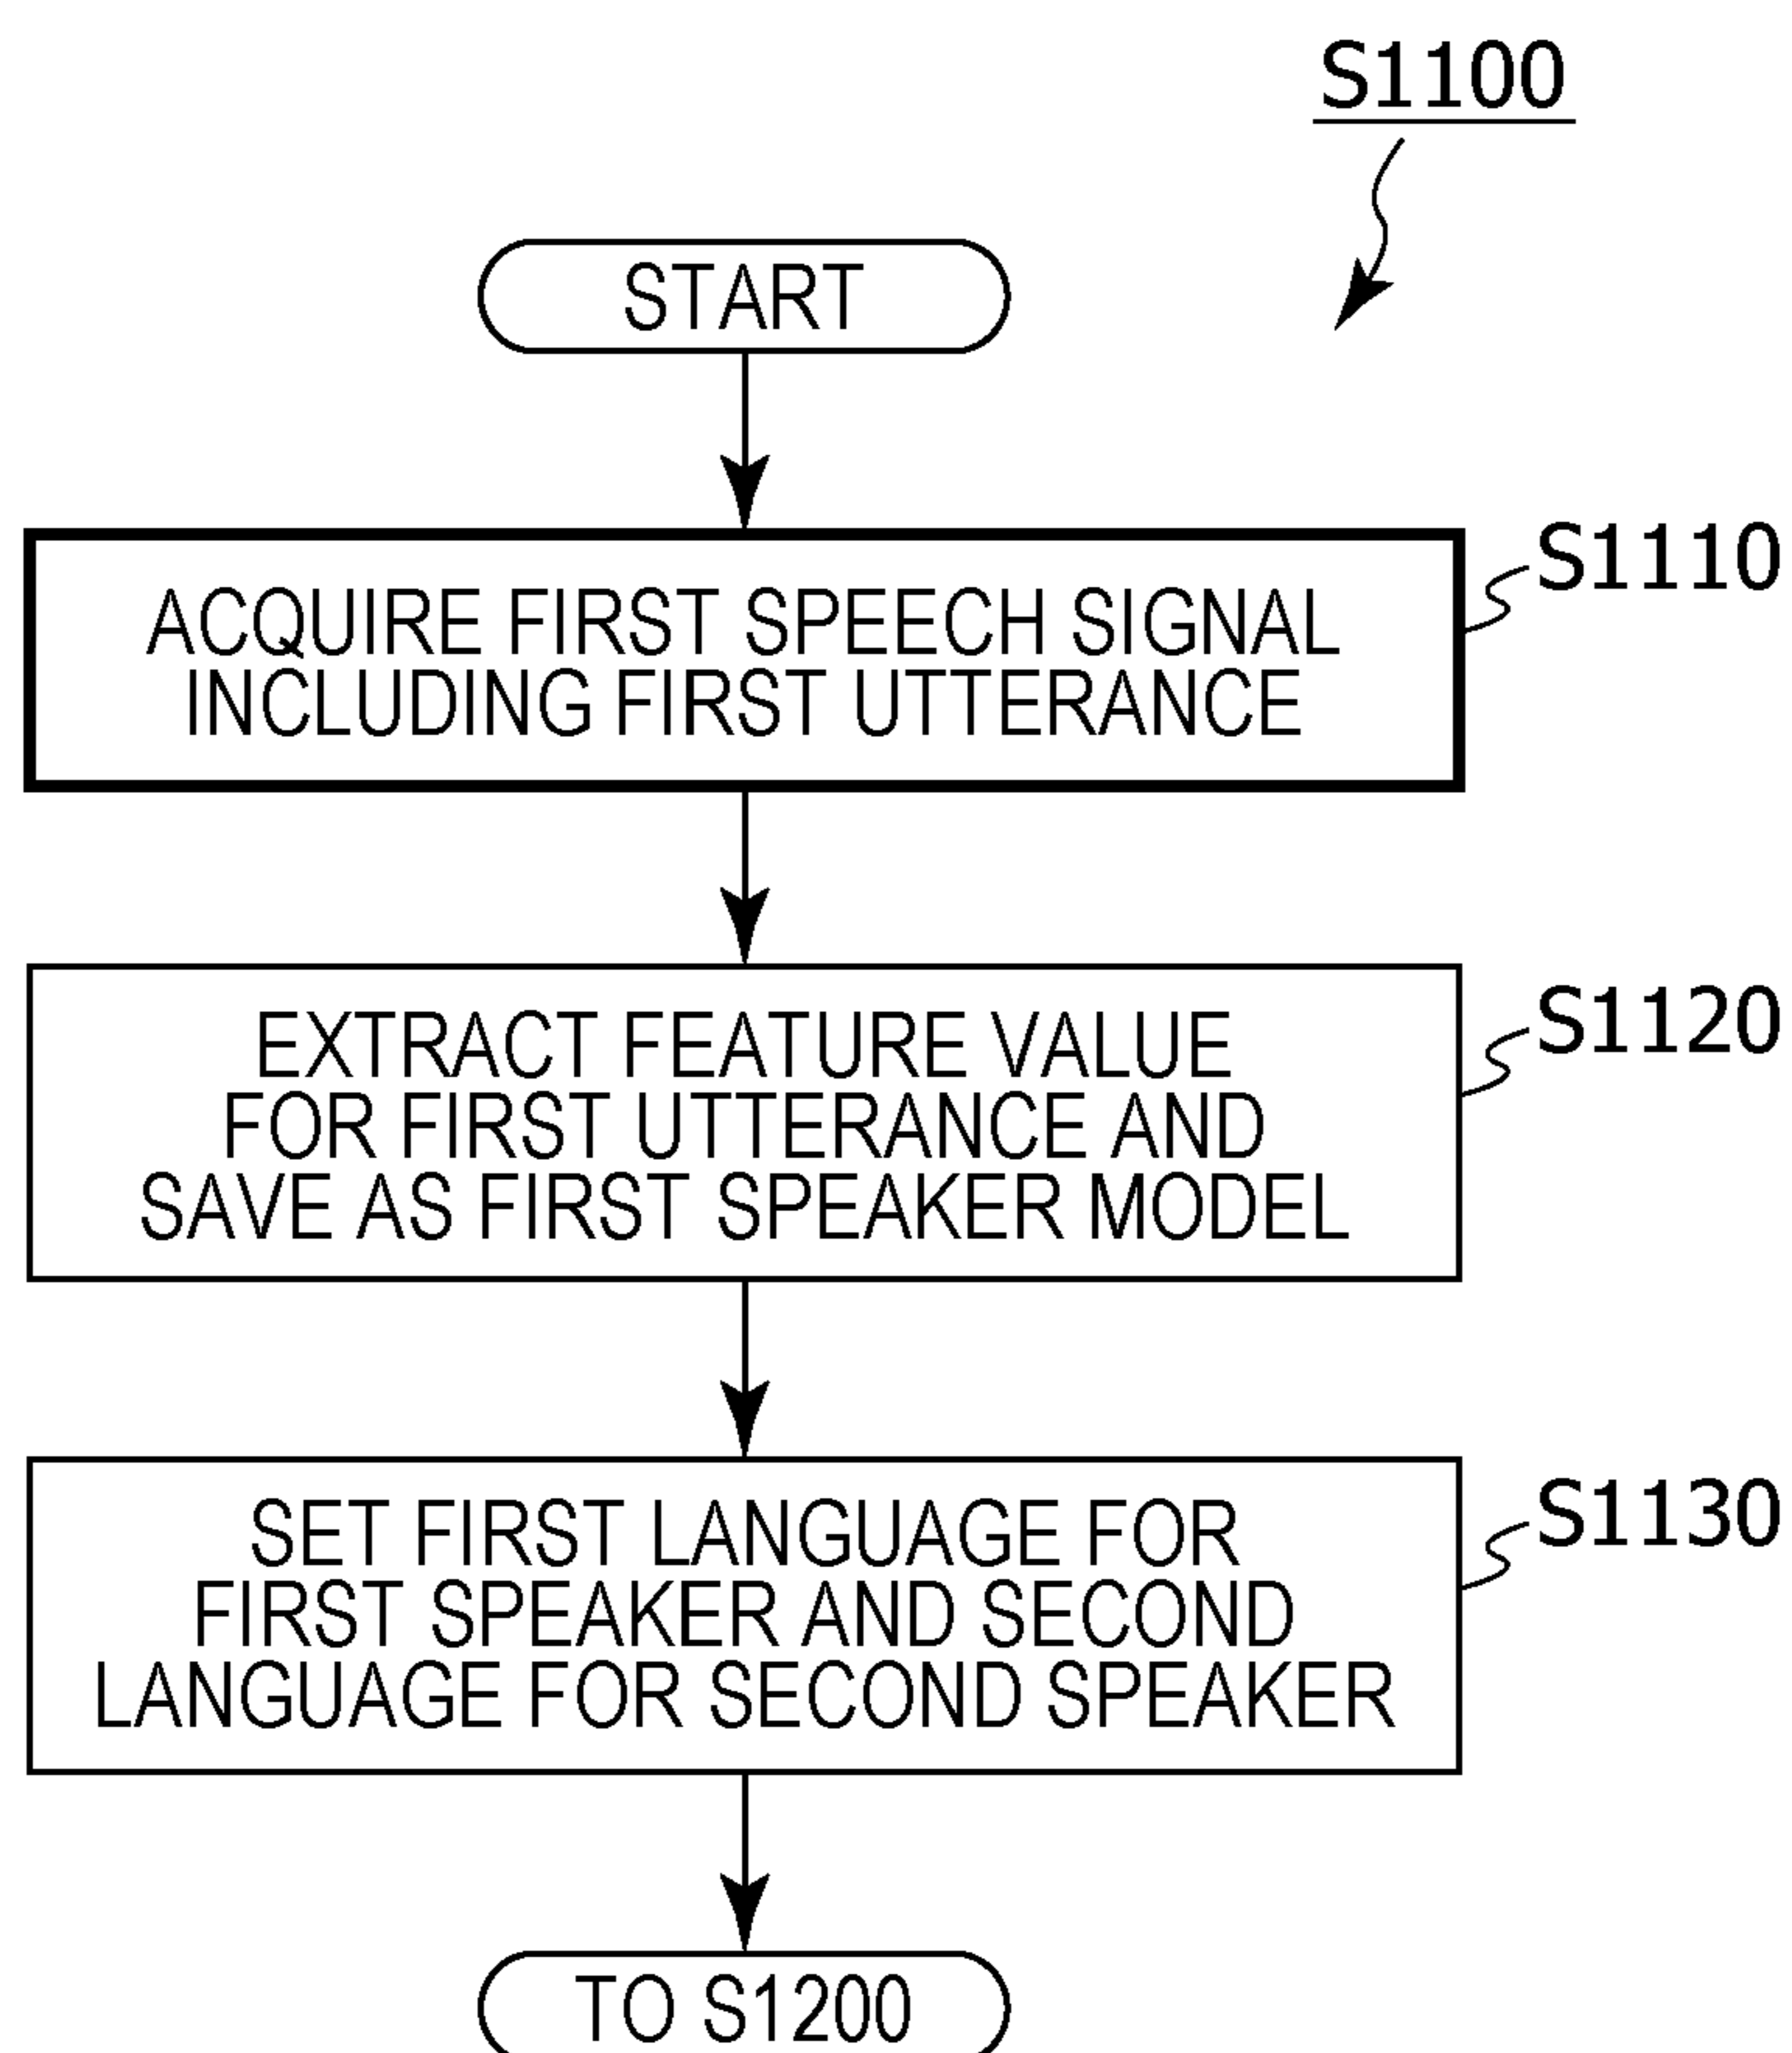 S1100
START
ACQUIRE FIRST SPEECH SIGNAL
INCLUDING FIRST UTTERANCE
S1110
EXTRACT FEATURE VALUE
FOR FIRST UTTERANCE AND
SAVE AS FIRST SPEAKER MODEL
S1120
SET FIRST LANGUAGE FOR
FIRST SPEAKER AND SECOND
LANGUAGE FOR SECOND SPEAKER
S1130
TO S1200